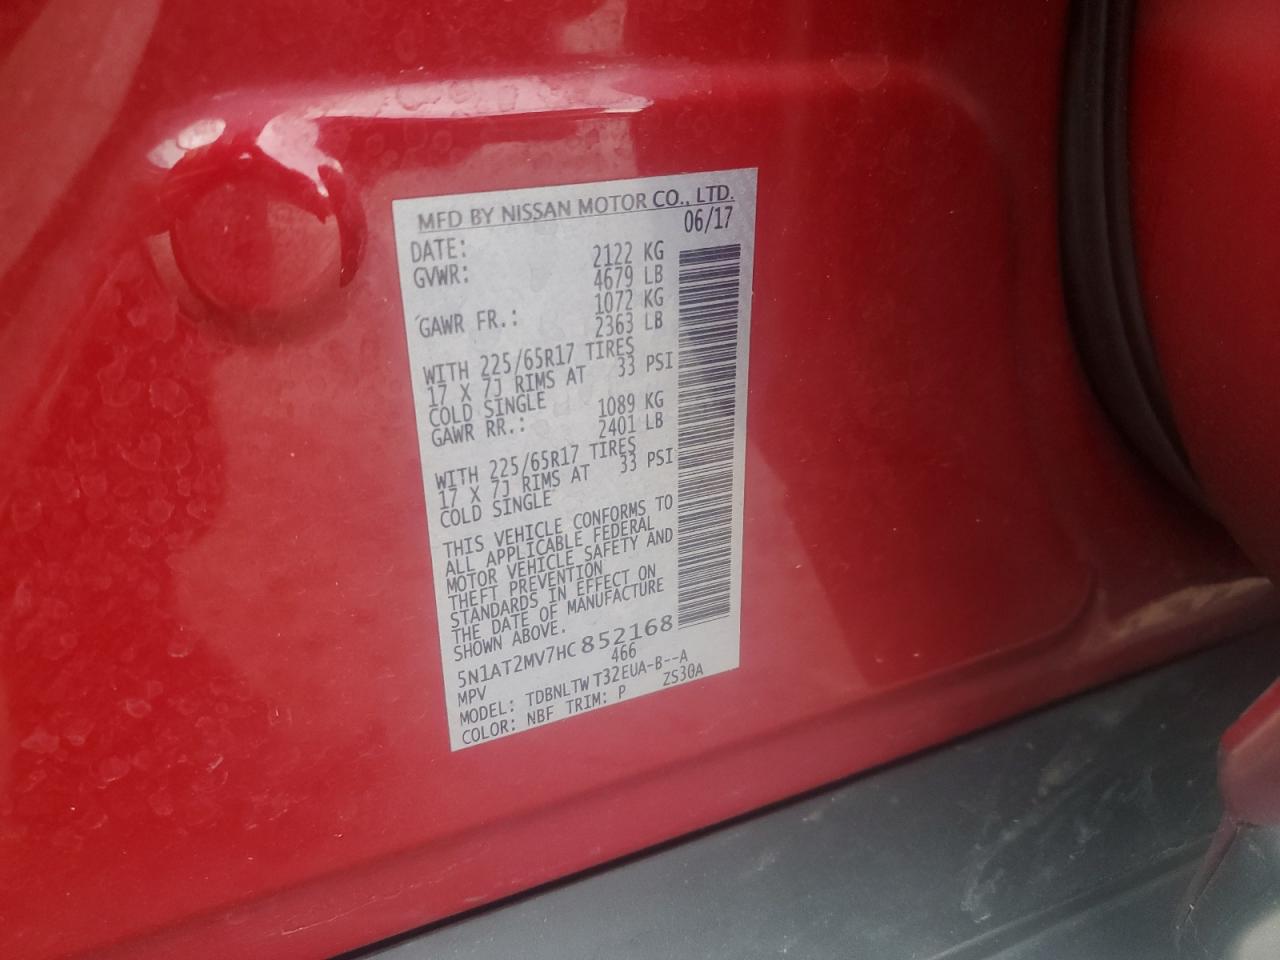 MFD BY NISSAN MOTOR CO., LTD.
DATE: 06/17
GVWR: 2122 KG
4679 LB
GAWR FR.: 1072 KG
2363 LB
WITH 225/65R17 TIRES
17 X 7J RIMS AT 33 PSI
COLD SINGLE
GAWR RR.: 1089 KG
2401 LB
WITH 225/65R17 TIRES
17 X 7J RIMS AT 33 PSI
COLD SINGLE
THIS VEHICLE CONFORMS TO
ALL APPLICABLE FEDERAL
MOTOR VEHICLE SAFETY AND
THEFT PREVENTION
STANDARDS IN EFFECT ON
THE DATE OF MANUFACTURE
SHOWN ABOVE.
5N1AT2MV7HC852168
MPV 466
MODEL: TDBNLTWT32EUA-B--A
COLOR: NBF TRIM: P ZS30A